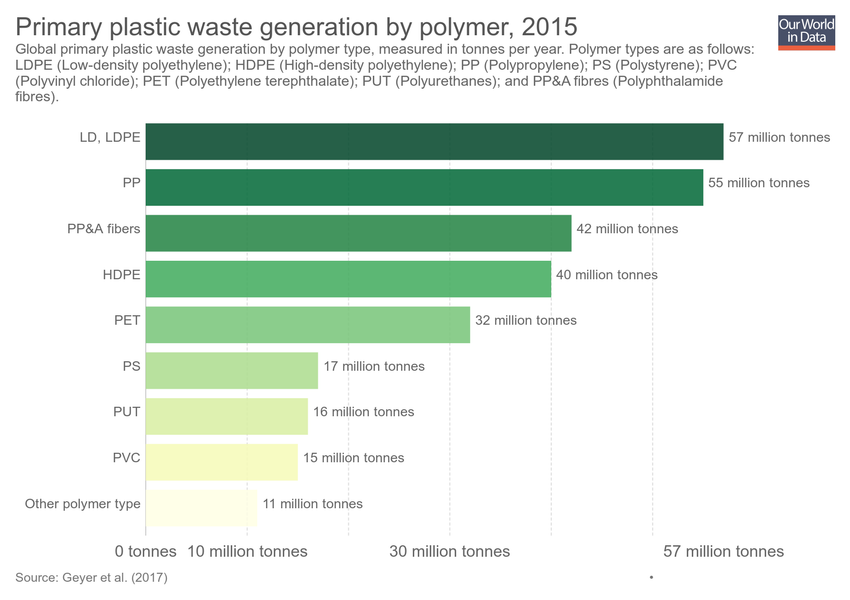 Primary plastic waste generation by polymer, 2015
Our World
in Data
Global primary plastic waste generation by polymer type, measured in tonnes per year. Polymer types are as follows:
LDPE (Low-density polyethylene); HDPE (High-density polyethylene); PP (Polypropylene); PS (Polystyrene); PVC
(Polyvinyl chloride); PET (Polyethylene terephthalate); PUT (Polyurethanes); and PP&A fibres (Polyphthalamide
fibres).
LD, LDPE 57 million tonnes
PP 55 million tonnes
PP&A fibers 42 million tonnes
HDPE 40 million tonnes
PET 32 million tonnes
PS 17 million tonnes
PUT 16 million tonnes
PVC 15 million tonnes
Other polymer type 11 million tonnes
0 tonnes 10 million tonnes 30 million tonnes 57 million tonnes
Source: Geyer et al. (2017) •